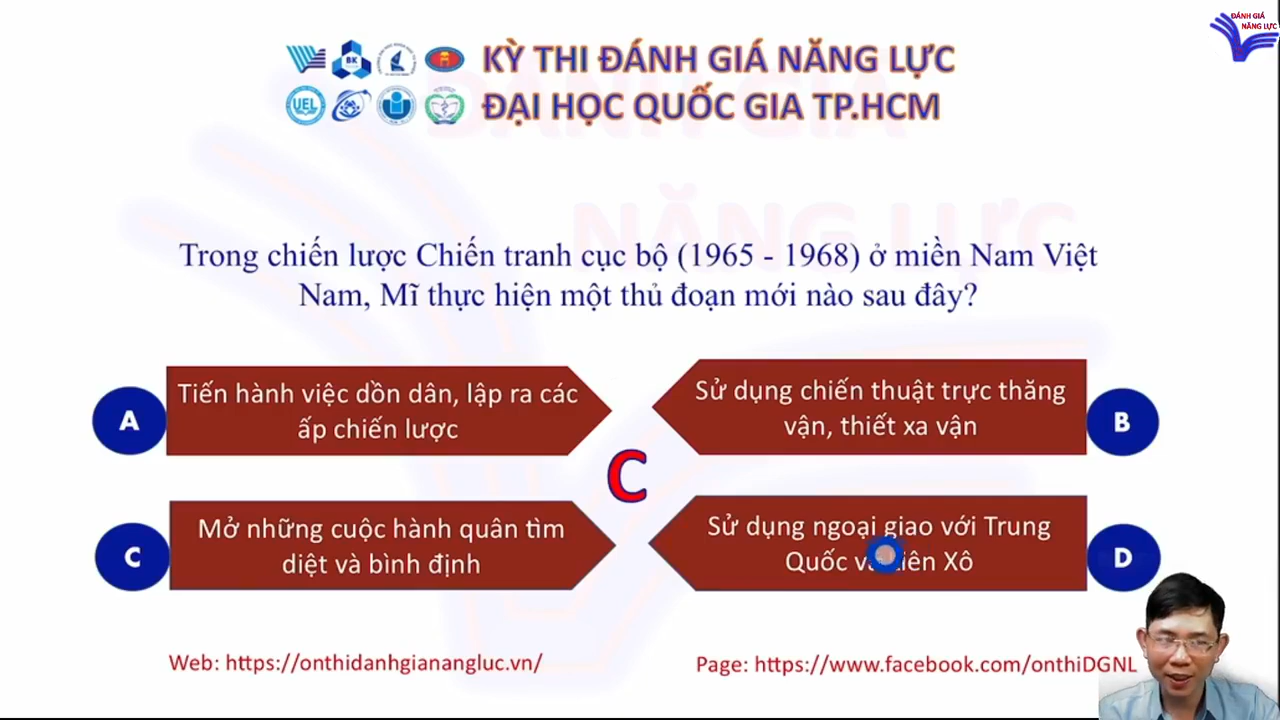 ĐÁNH GIÁ
NĂNG LỰC
KỲ THI ĐÁNH GIÁ NĂNG LỰC
ĐẠI HỌC QUỐC GIA TP.HCM
BK
UEL
Trong chiến lược Chiến tranh cục bộ (1965 - 1968) ở miền Nam Việt
Nam, Mĩ thực hiện một thủ đoạn mới nào sau đây?
A
Tiến hành việc dồn dân, lập ra các
ấp chiến lược
Sử dụng chiến thuật trực thăng
vận, thiết xa vận
B
C
C
Mở những cuộc hành quân tìm
diệt và bình định
Sử dụng ngoại giao với Trung
Quốc và Liên Xô
D
Web: https://onthidanhgianangluc.vn/
Page: https://www.facebook.com/onthiDGNL